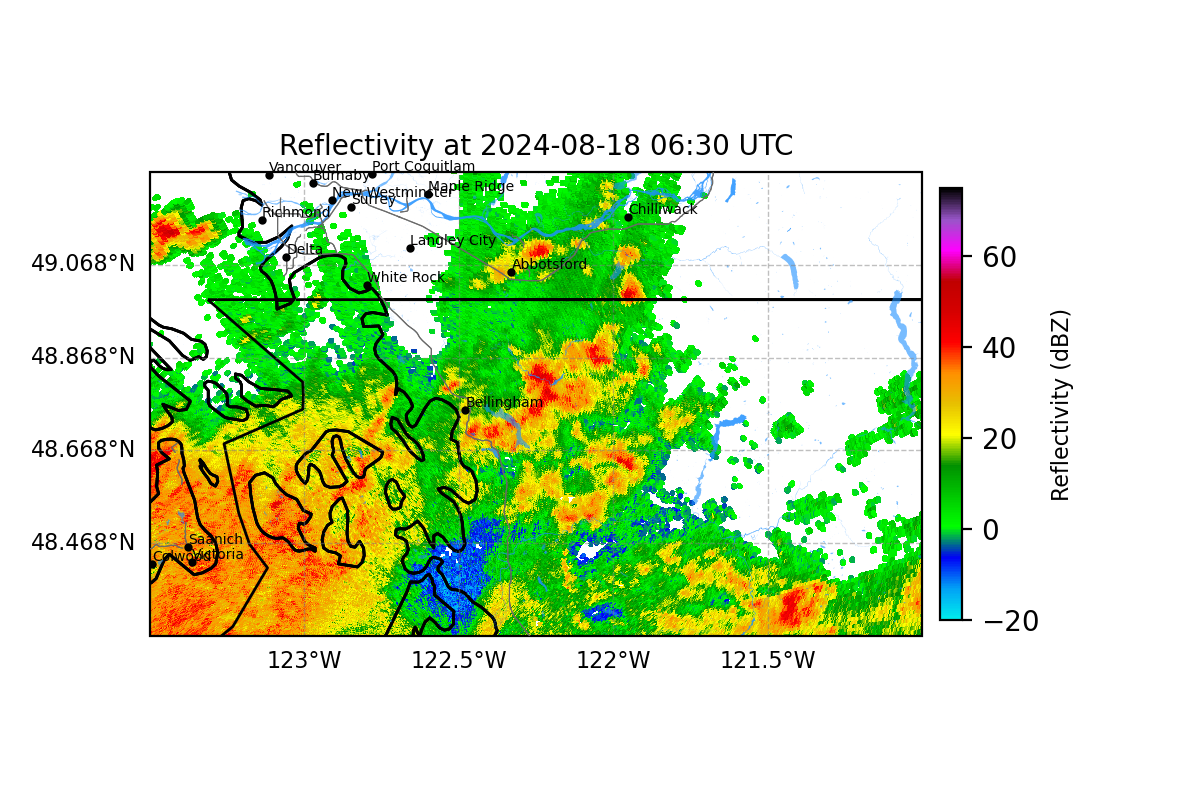 Reflectivity at 2024-08-18 06:30 UTC
Vancouver
Port Coquitlam
Burnaby
New Westminster
Maple Ridge
Surrey
Richmond
Chilliwack
Delta
Langley City
Abbotsford
White Rock
Bellingham
Saanich
Colwood
Victoria
49.068°N
48.868°N
48.668°N
48.468°N
123°W
122.5°W
122°W
121.5°W
60
40
20
0
−20
Reflectivity (dBZ)